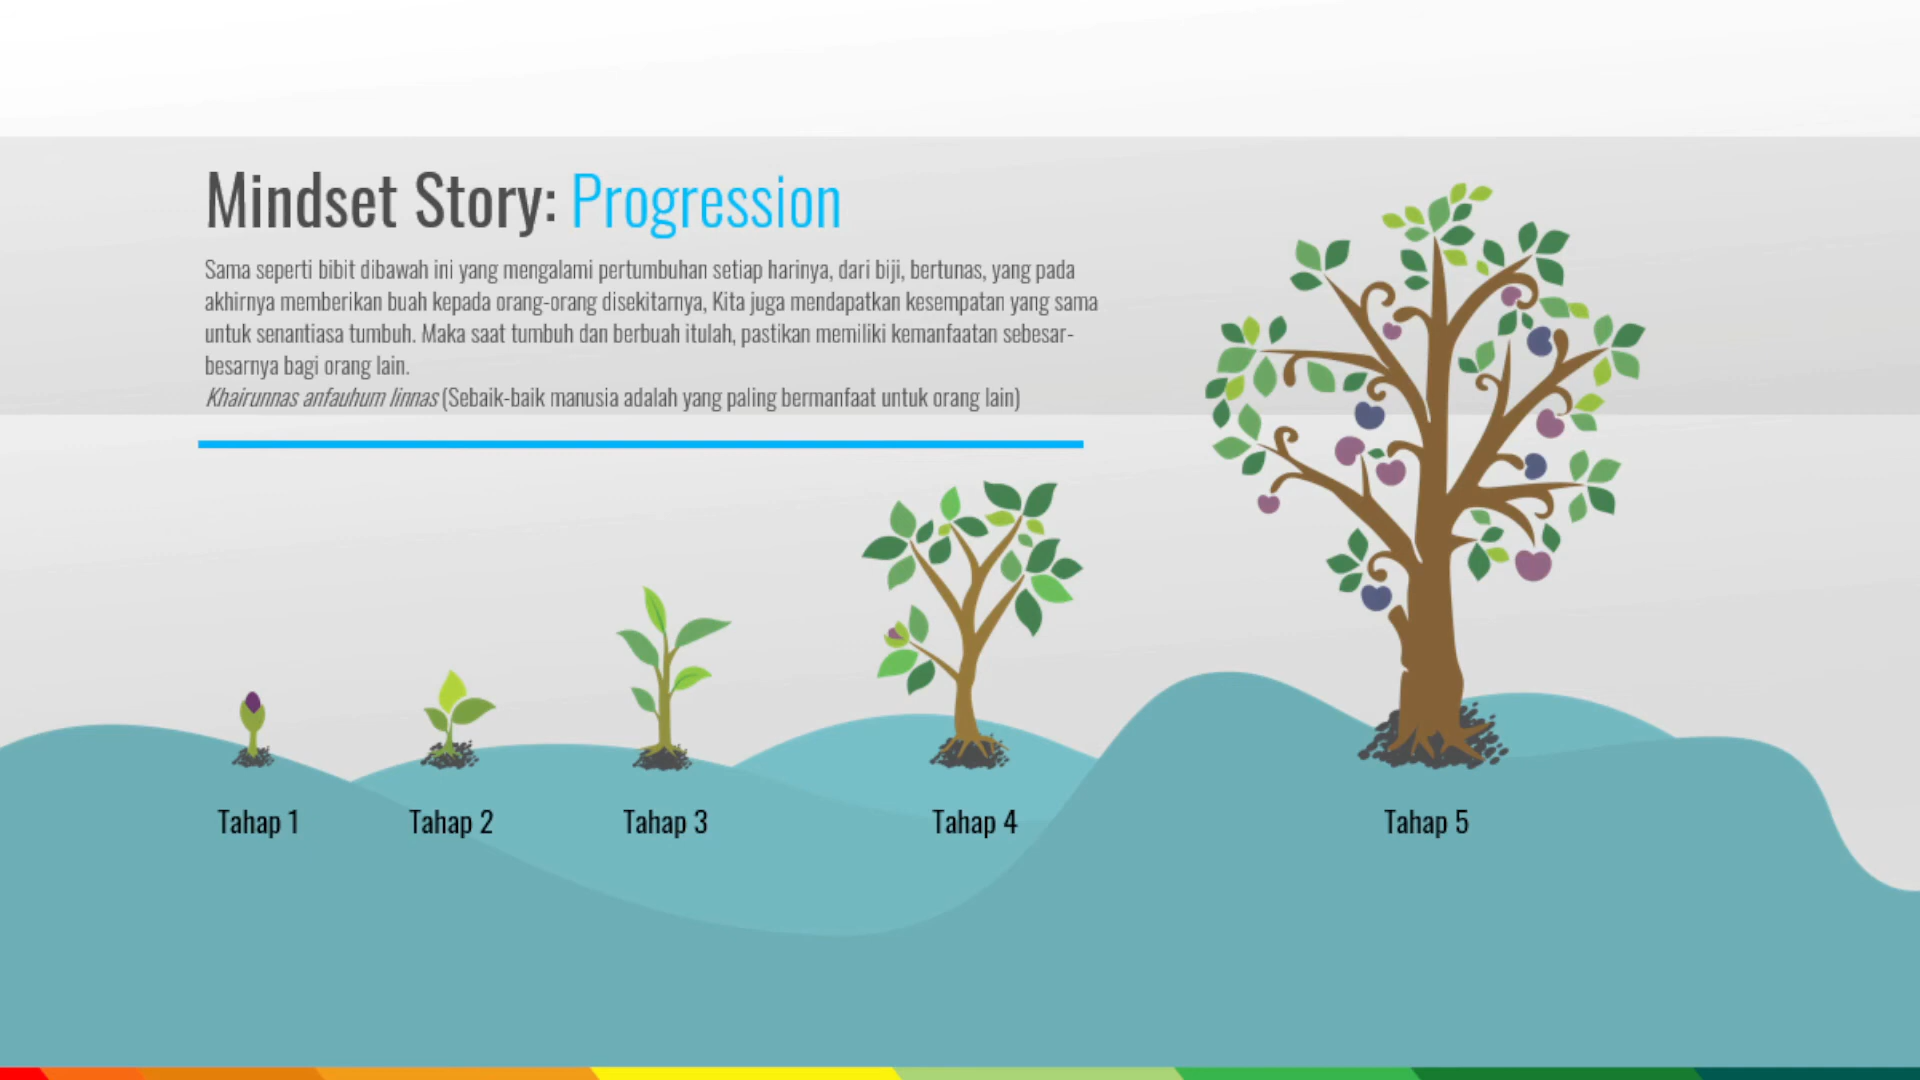 Mindset Story: Progression
Sama seperti bibit dibawah ini yang mengalami pertumbuhan setiap harinya, dari biji, bertunas, yang pada
akhirnya memberikan buah kepada orang-orang disekitarnya, Kita juga mendapatkan kesempatan yang sama
untuk senantiasa tumbuh. Maka saat tumbuh dan berbuah itulah, pastikan memiliki kemanfaatan sebesar-
besarnya bagi orang lain.
Khairunnas anfauhum linnas (Sebaik-baik manusia adalah yang paling bermanfaat untuk orang lain)
Tahap 1
Tahap 2
Tahap 3
Tahap 4
Tahap 5